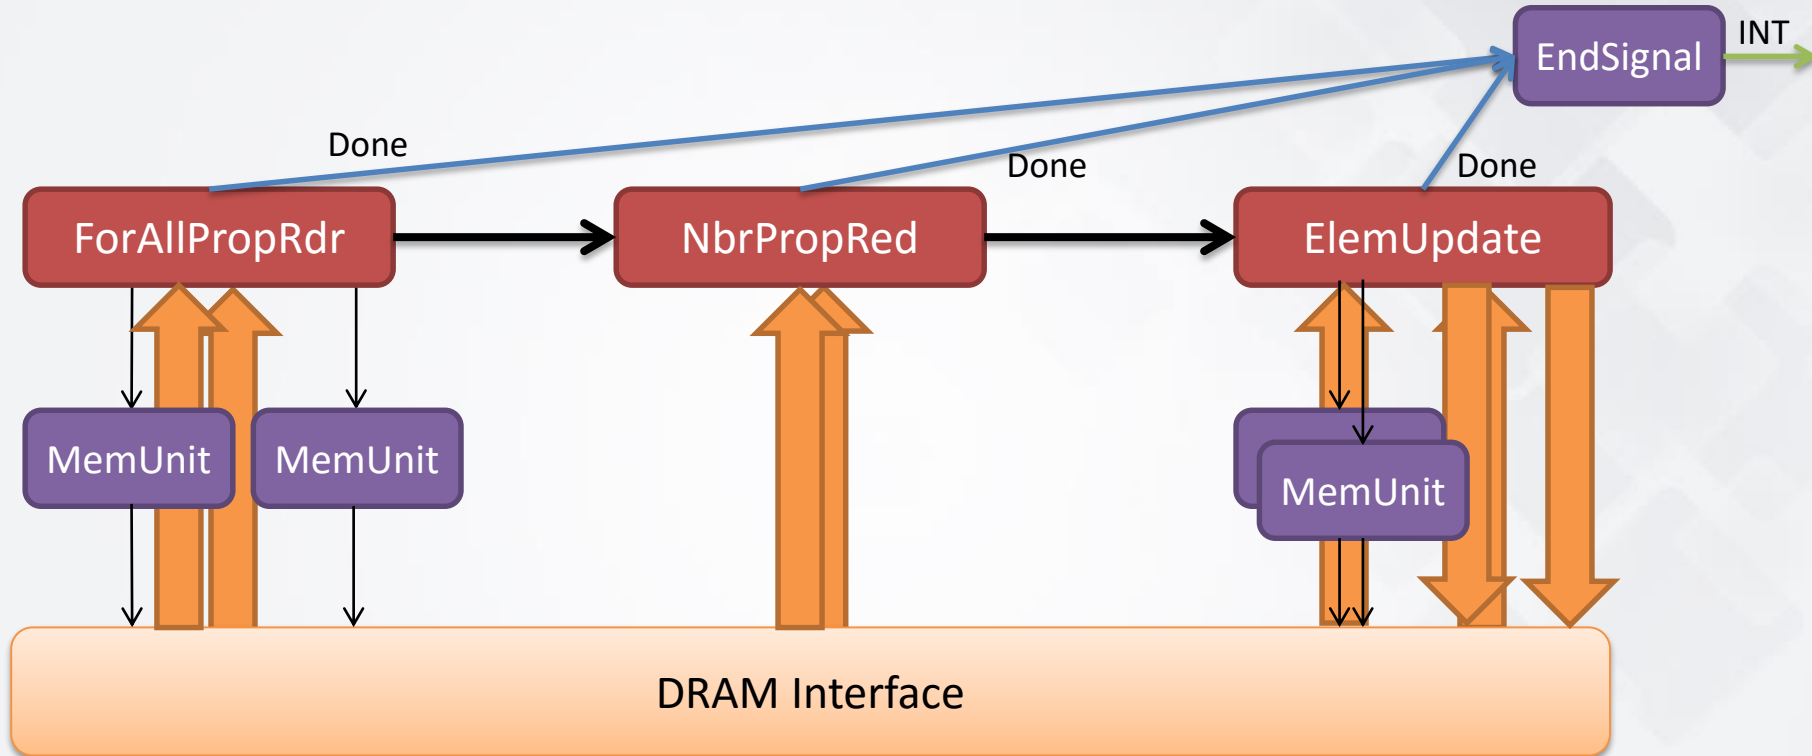 EndSignal
INT
Done
Done
Done
ForAllPropRdr
NbrPropRed
ElemUpdate
MemUnit
MemUnit
MemUnit
DRAM Interface